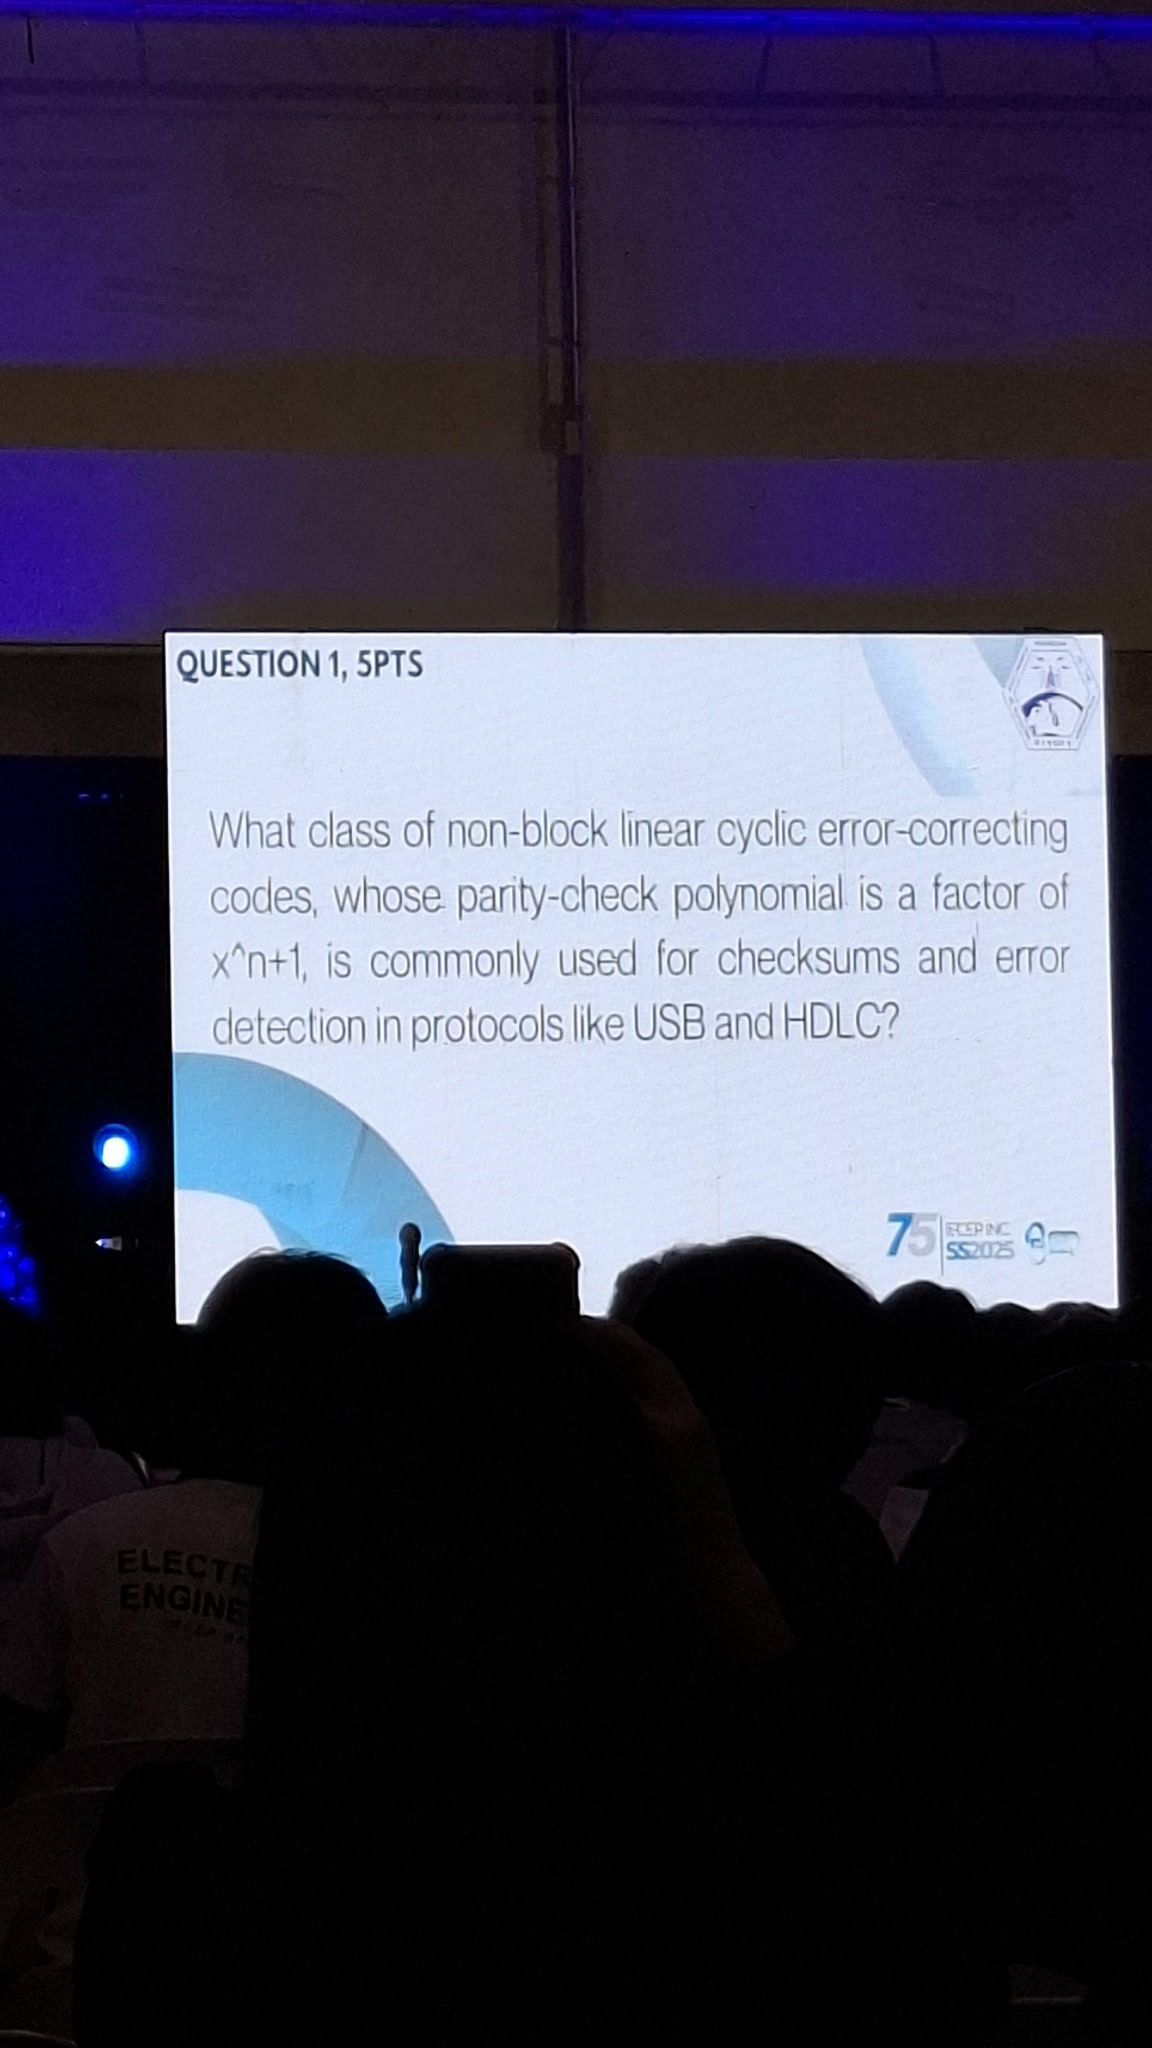 QUESTION 1, 5PTS
What class of non-block linear cyclic error-correcting
codes, whose parity-check polynomial is a factor of
x^n+1, is commonly used for checksums and error
detection in protocols like USB and HDLC?
75
IECEP INC.
SS2025
ELECTR
ENGINE